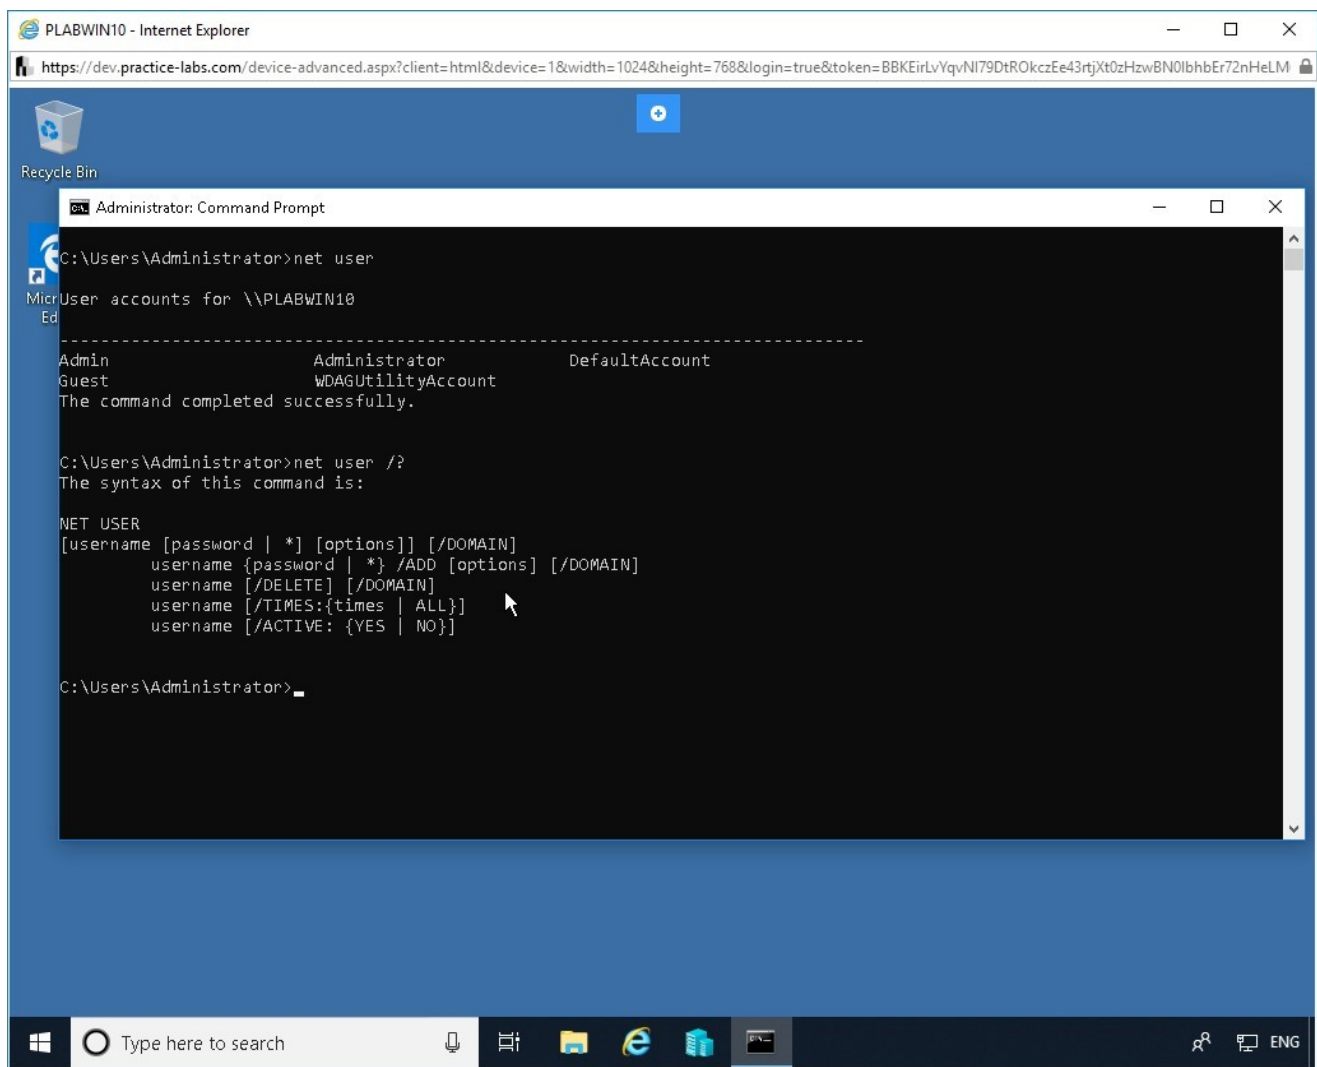 PLABWIN10 - Internet Explorer
https://dev.practice-labs.com/device-advanced.aspx?client=html&device=1&width=1024&height=768&login=true&token=BBKEirLvYqvNI79DtROkczEe43rtjXt0zHzwBN0IbhbEr72nHeLM
Recycle Bin
Administrator: Command Prompt
C:\Users\Administrator>net user
Micr
Ed
User accounts for \\PLABWIN10
-------------------------------------------------------------------------------
Admin                    Administrator            DefaultAccount
Guest                    WDAGUtilityAccount
The command completed successfully.
C:\Users\Administrator>net user /?
The syntax of this command is:
NET USER
[username [password | *] [options]] [/DOMAIN]
         username {password | *} /ADD [options] [/DOMAIN]
         username [/DELETE] [/DOMAIN]
         username [/TIMES:{times | ALL}]
         username [/ACTIVE: {YES | NO}]
C:\Users\Administrator>
Type here to search
ENG